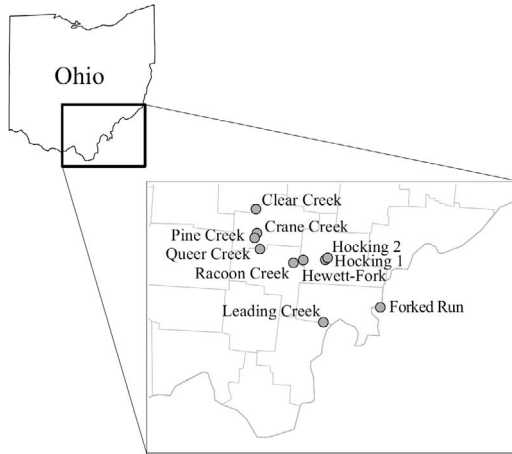 Ohio
Clear Creek
Crane Creek
Pine Creek
Queer Creek
Hocking 2
Hocking 1
Racoon Creek
Hewett-Fork
Leading Creek
Forked Run